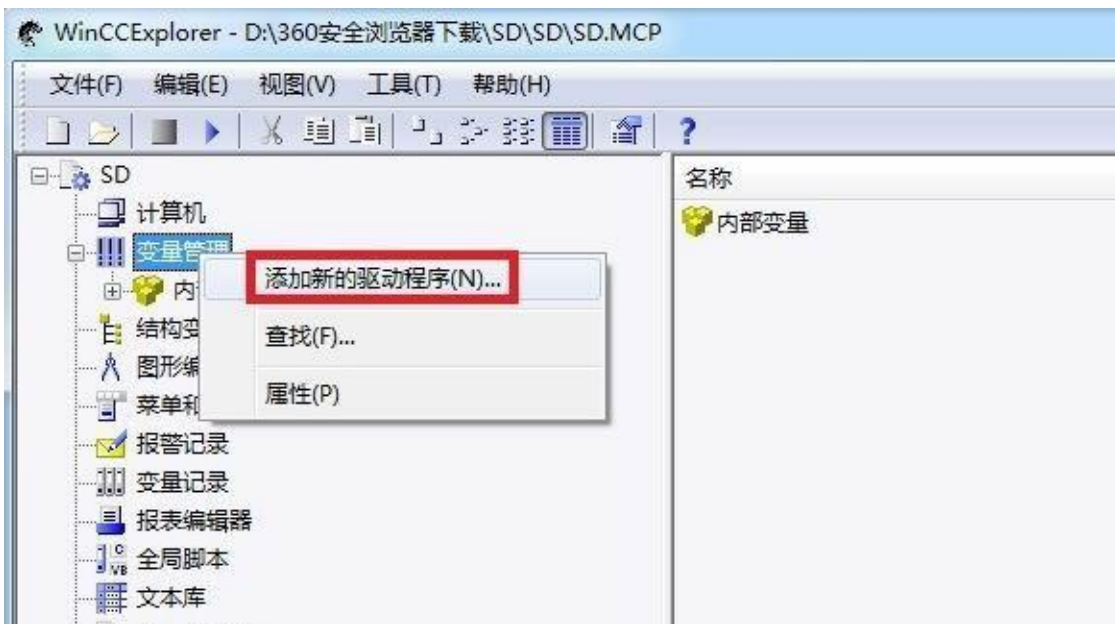 WinCCExplorer - D:\360安全浏览器下载\SD\SD\SD.MCP
文件(F) 编辑(E) 视图(V) 工具(T) 帮助(H)
?
SD
名称
计算机
内部变量
变量管理
添加新的驱动程序(N)...
内
结构变
查找(F)...
图形编
属性(P)
菜单和
报警记录
变量记录
报表编辑器
全局脚本
文本库